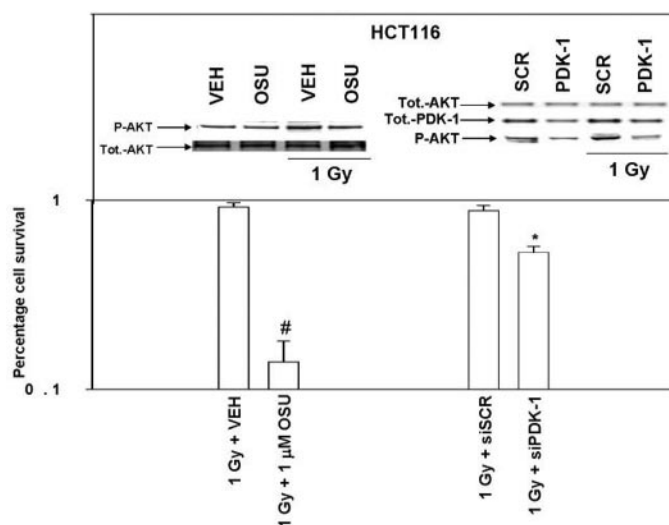 HCT116
VEH OSU VEH OSU
P-AKT
Tot.-AKT
1 Gy
SCR PDK-1 SCR PDK-1
Tot.-AKT
Tot.-PDK-1
P-AKT
1 Gy
Percentage cell survival
1
0 . 1
#
*
1 Gy + VEH
1 Gy + 1 µM OSU
1 Gy + siSCR
1 Gy + siPDK-1